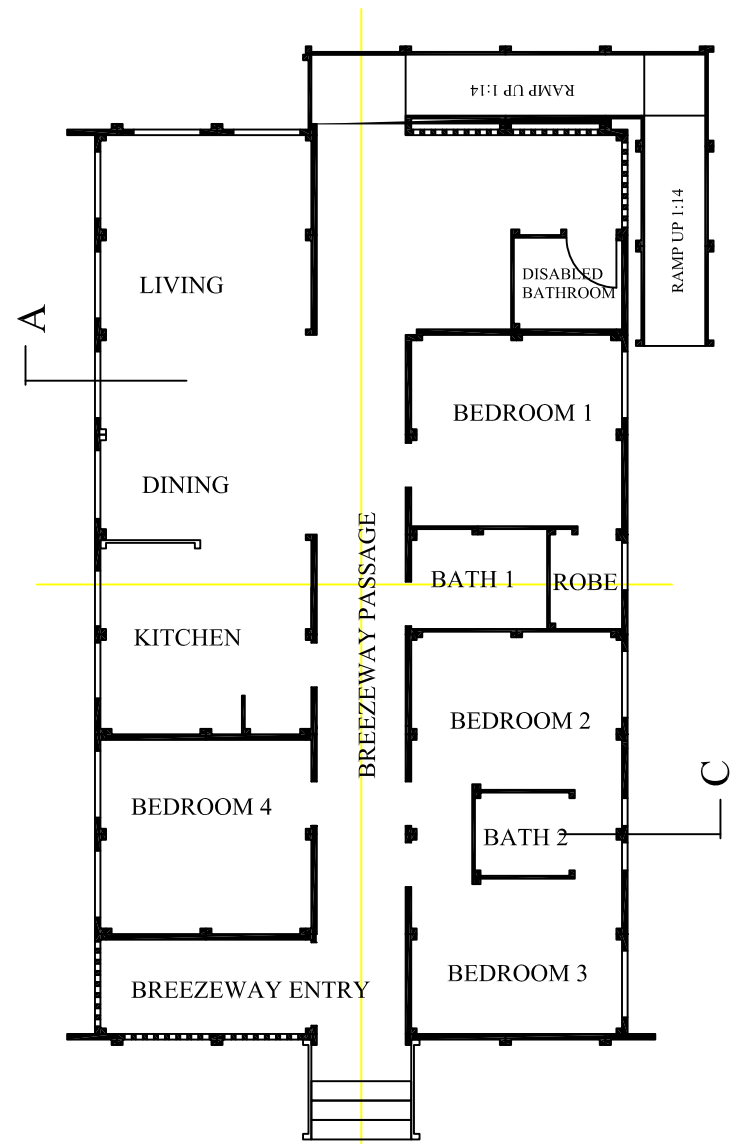 RAMP UP 1:14
RAMP UP 1:14
LIVING
DISABLED
BATHROOM
A
BEDROOM 1
DINING
BREEZEWAY PASSAGE
BATH 1
ROBE
KITCHEN
BEDROOM 2
C
BEDROOM 4
BATH 2
BEDROOM 3
BREEZEWAY ENTRY